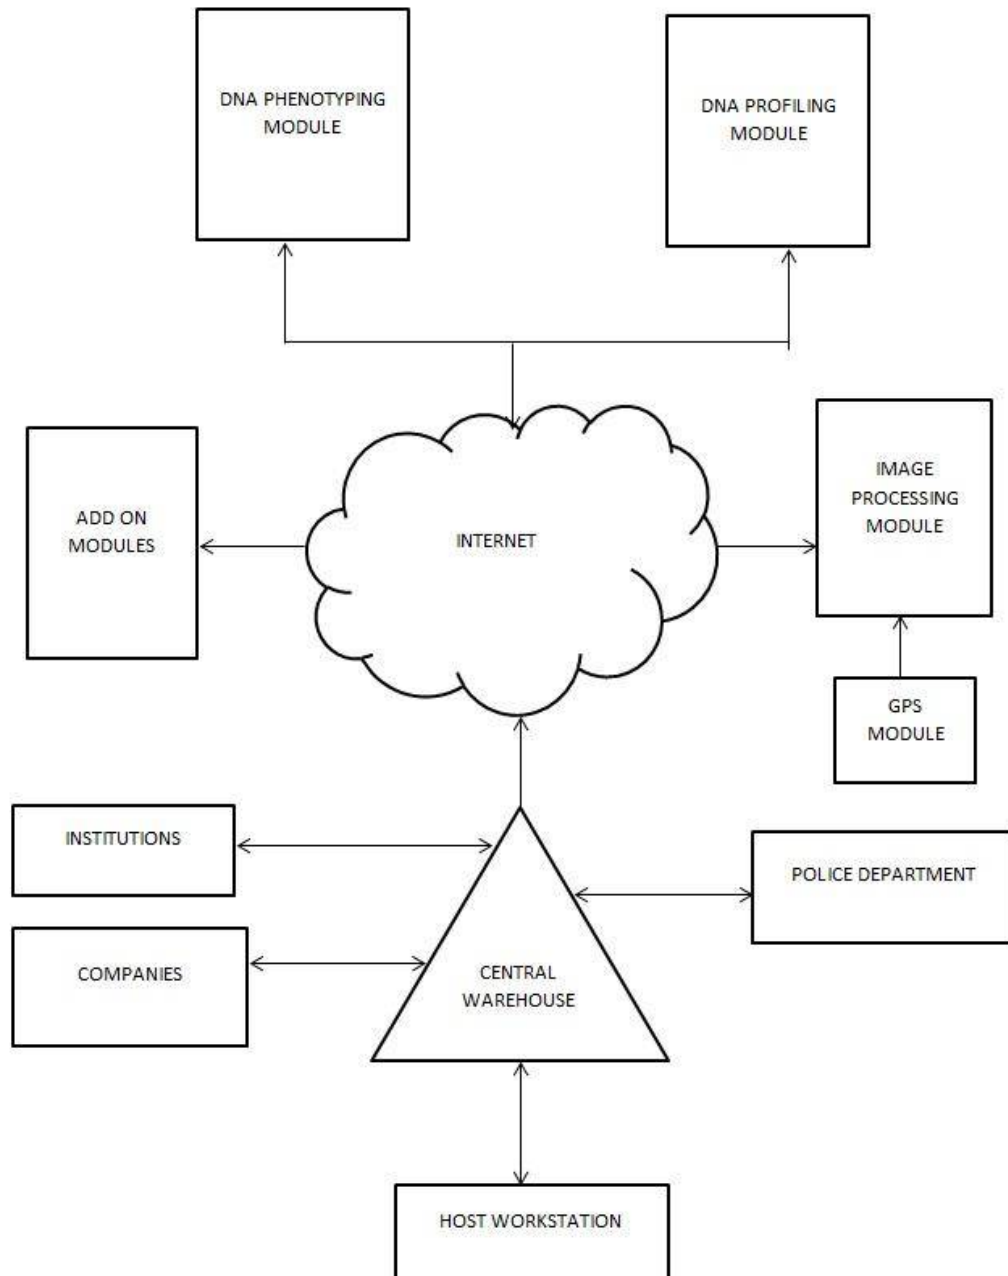 DNA PHENOTYPING
MODULE
DNA PROFILING
MODULE
ADD ON
MODULES
INTERNET
IMAGE
PROCESSING
MODULE
GPS
MODULE
INSTITUTIONS
POLICE DEPARTMENT
COMPANIES
CENTRAL
WAREHOUSE
HOST WORKSTATION